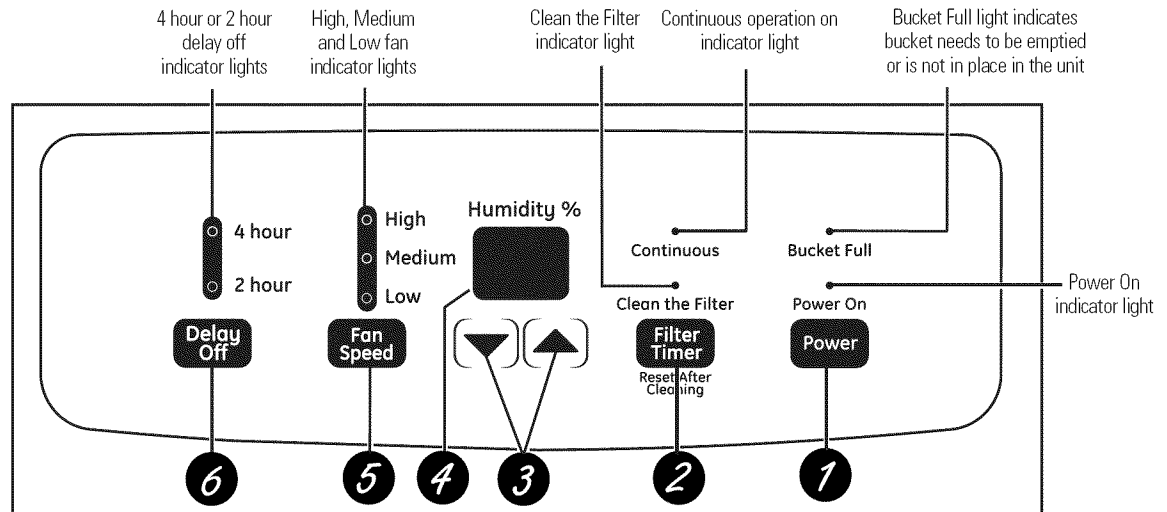 4 hour or 2 hour
delay off
indicator lights
High, Medium
and Low fan
indicator lights
Clean the Filter
indicator light
Continuous operation on
indicator light
Bucket Full light indicates
bucket needs to be emptied
or is not in place in the unit
4 hour
2 hour
Delay
Off
High
Medium
Low
Fan
Speed
Humidity %
Continuous
Clean the Filter
Filter
Timer
Reset After
Cleaning
Bucket Full
Power On
Power
Power On
indicator light
6
5
4
3
2
1